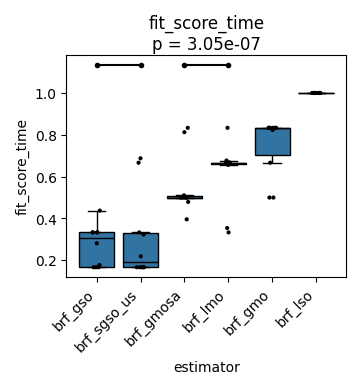 fit_score_time
p = 3.05e-07
fit_score_time
1.0
0.8
0.6
0.4
0.2
brf_gso
brf_sgso_us
brf_gmosa
brf_lmo
brf_gmo
brf_lso
estimator